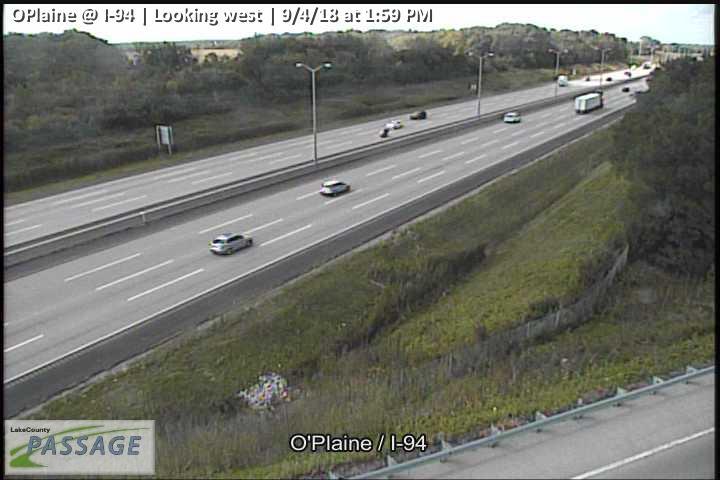 OPlaine @ I-94 | Looking west | 9/4/18 at 1:59 PM
O'Plaine / I-94
LakeCounty
PASSAGE